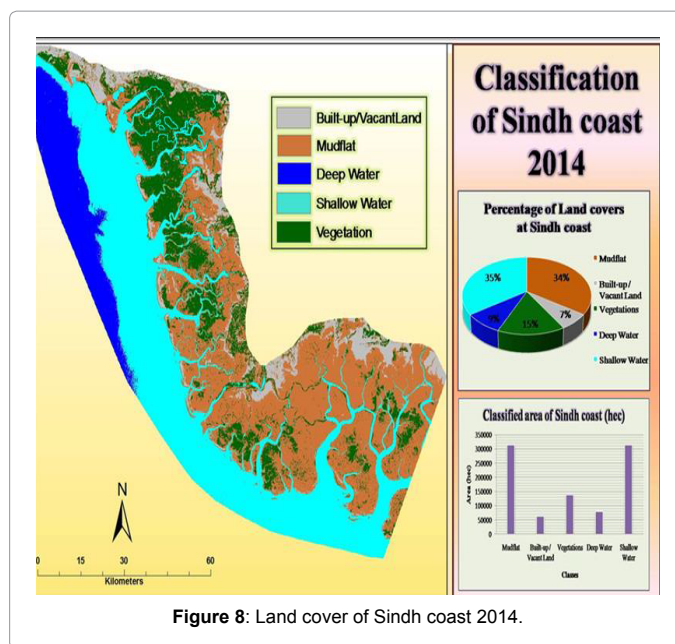 Classification
of Sindh coast
2014
Built-up/VacantLand
Mudflat
Deep Water
Shallow Water
Vegetation
Percentage of Land covers
at Sindh coast
35%
34%
7%
15%
9%
Mudflat
Built-up /
Vacant Land
Vegetations
Deep Water
Shallow Water
Classified area of Sindh coast (hec)
Area (hec)
350000
300000
250000
200000
150000
100000
50000
0
Mudflat
Built-up /
Vacant Land
Vegetations
Deep Water
Shallow
Water
Classes
N
0 15 30 60
Kilometers
Figure 8: Land cover of Sindh coast 2014.